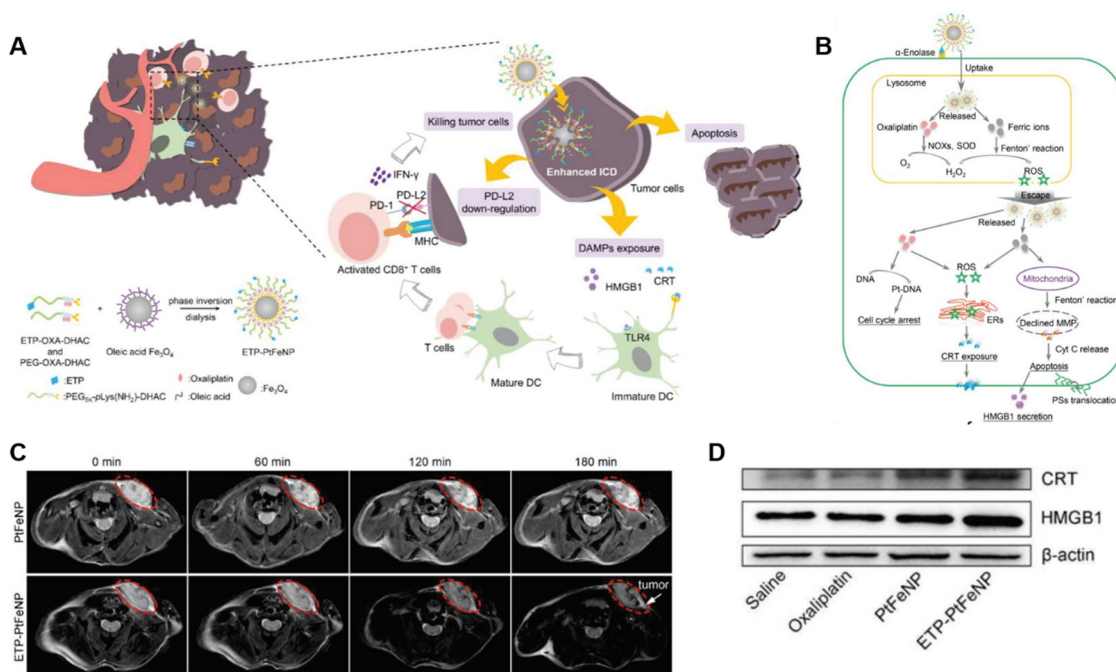 A
Killing tumor cells
IFN-γ
PD-L2
PD-1
MHC
Activated CD8⁺ T cells
PD-L2
down-regulation
Enhanced ICD
Tumor cells
Apoptosis
DAMPs exposure
HMGB1
CRT
TLR4
T cells
Mature DC
Immature DC
ETP-OXA-DHAC
and
PEG-OXA-DHAC
+
Oleic acid Fe₃O₄
phase inversion
dialysis
ETP-PtFeNP
:ETP
:Oxaliplatin
:Fe₃O₄
:PEG₅ₖ-pLys(NH₂)-DHAC
:Oleic acid
B
α-Enolase
Uptake
Lysosome
Released
Oxaliplatin
Ferric ions
NOXs, SOD
Fenton' reaction
O₂
H₂O₂
ROS
Escape
Released
DNA
Pt-DNA
Cell cycle arrest
ROS
ERs
CRT exposure
Mitochondria
Fenton' reaction
Declined MMP
Cyt C release
Apoptosis
PSs translocation
HMGB1 secretion
C
0 min
60 min
120 min
180 min
PtFeNP
ETP-PtFeNP
tumor
D
CRT
HMGB1
β-actin
Saline
Oxaliplatin
PtFeNP
ETP-PtFeNP